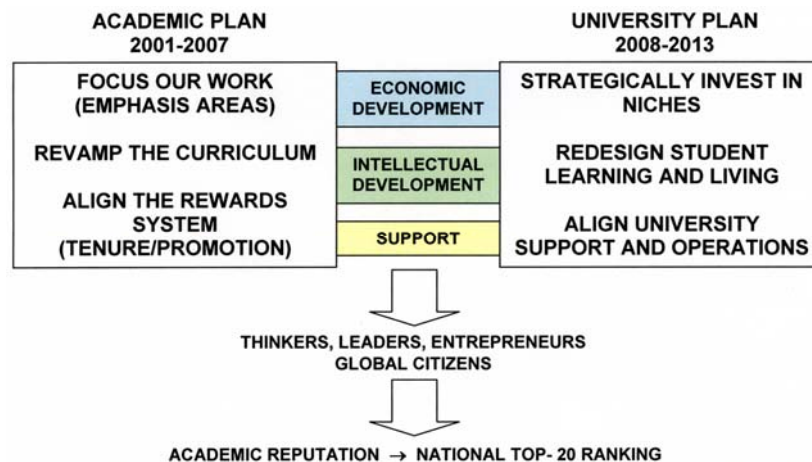 ACADEMIC PLAN
2001-2007
UNIVERSITY PLAN
2008-2013
FOCUS OUR WORK
(EMPHASIS AREAS)
REVAMP THE CURRICULUM
ALIGN THE REWARDS
SYSTEM
(TENURE/PROMOTION)
ECONOMIC
DEVELOPMENT
INTELLECTUAL
DEVELOPMENT
SUPPORT
STRATEGICALLY INVEST IN
NICHES
REDESIGN STUDENT
LEARNING AND LIVING
ALIGN UNIVERSITY
SUPPORT AND OPERATIONS
THINKERS, LEADERS, ENTREPRENEURS
GLOBAL CITIZENS
ACADEMIC REPUTATION → NATIONAL TOP- 20 RANKING